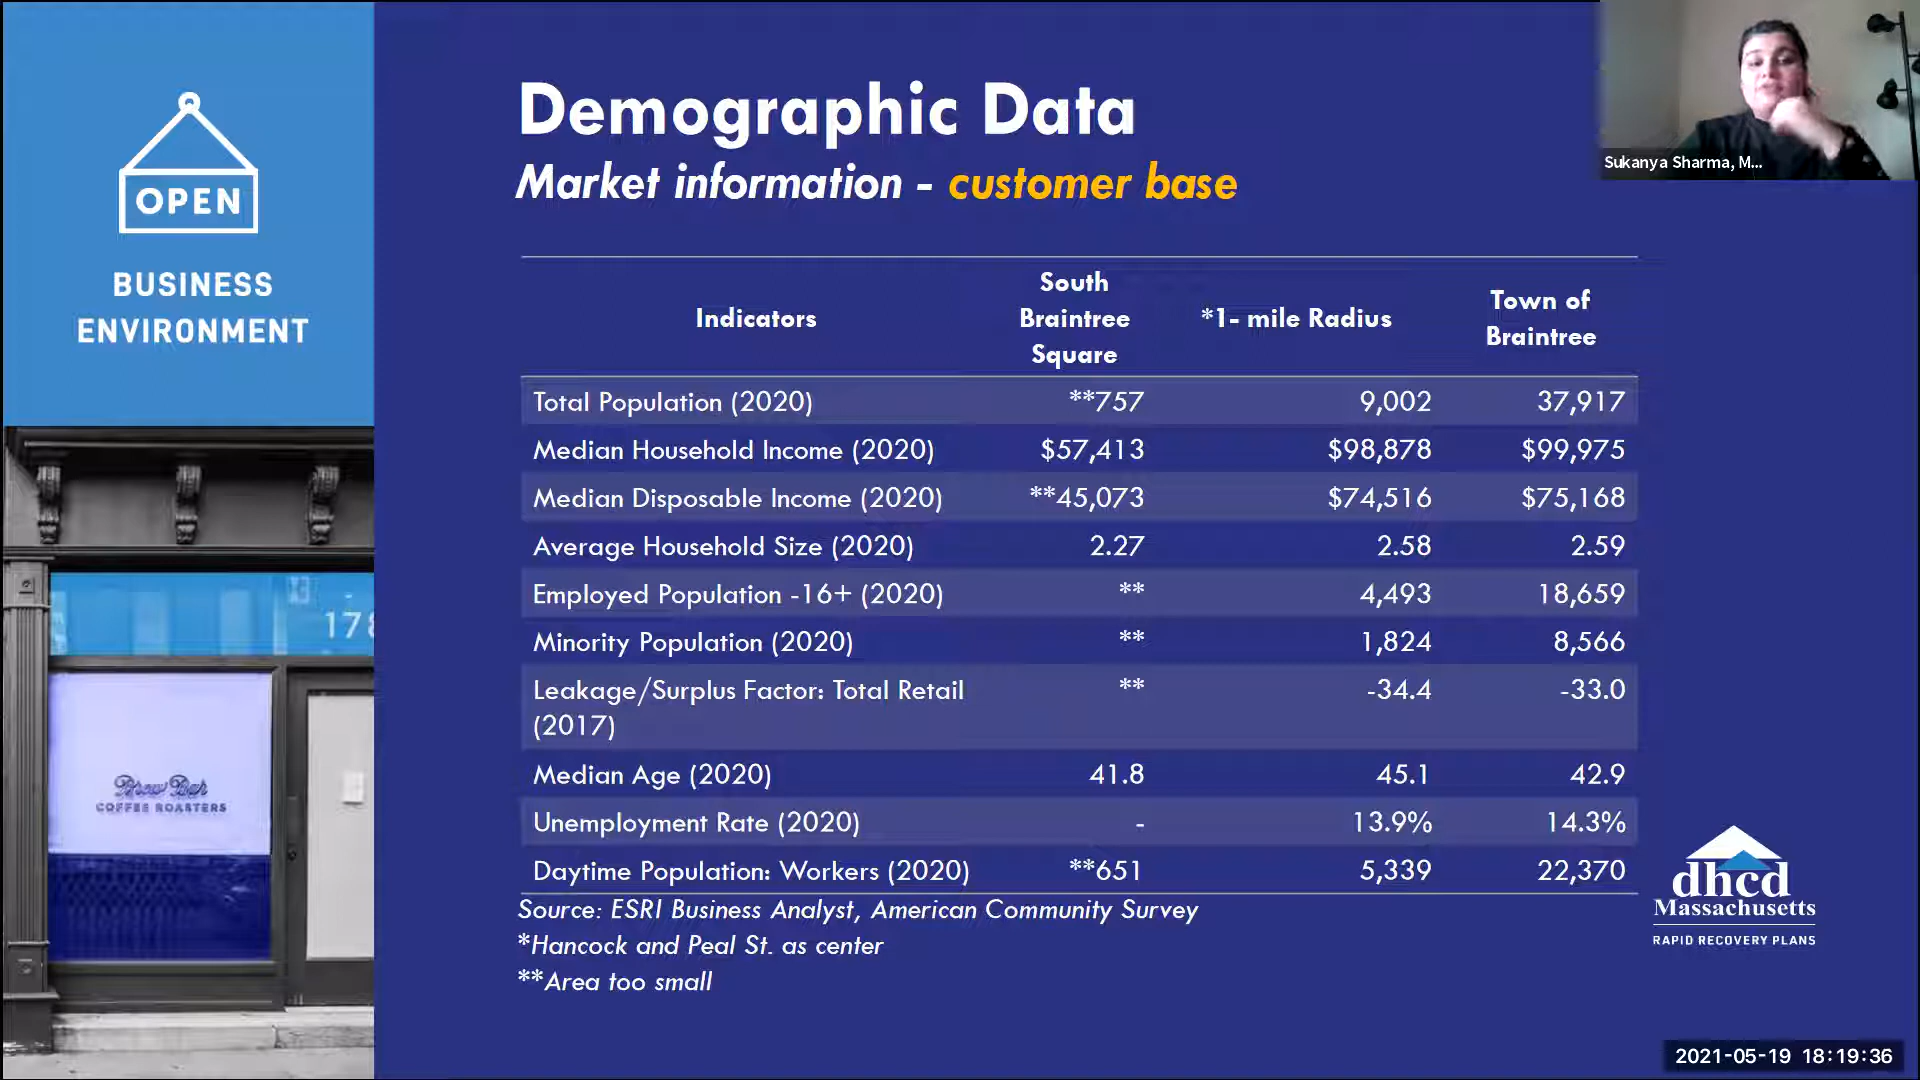 OPEN
BUSINESS
ENVIRONMENT
178
Brew Bar
COFFEE ROASTERS
Demographic Data
Market information - customer base
Sukanya Sharma, M...
Indicators South Braintree Square *1- mile Radius Town of Braintree
Total Population (2020) **757 9,002 37,917
Median Household Income (2020) $57,413 $98,878 $99,975
Median Disposable Income (2020) **45,073 $74,516 $75,168
Average Household Size (2020) 2.27 2.58 2.59
Employed Population -16+ (2020) ** 4,493 18,659
Minority Population (2020) ** 1,824 8,566
Leakage/Surplus Factor: Total Retail ** -34.4 -33.0
(2017)
Median Age (2020) 41.8 45.1 42.9
Unemployment Rate (2020) - 13.9% 14.3%
Daytime Population: Workers (2020) **651 5,339 22,370
Source: ESRI Business Analyst, American Community Survey
*Hancock and Peal St. as center
**Area too small
dhcd
Massachusetts
RAPID RECOVERY PLANS
2021-05-19 18:19:36